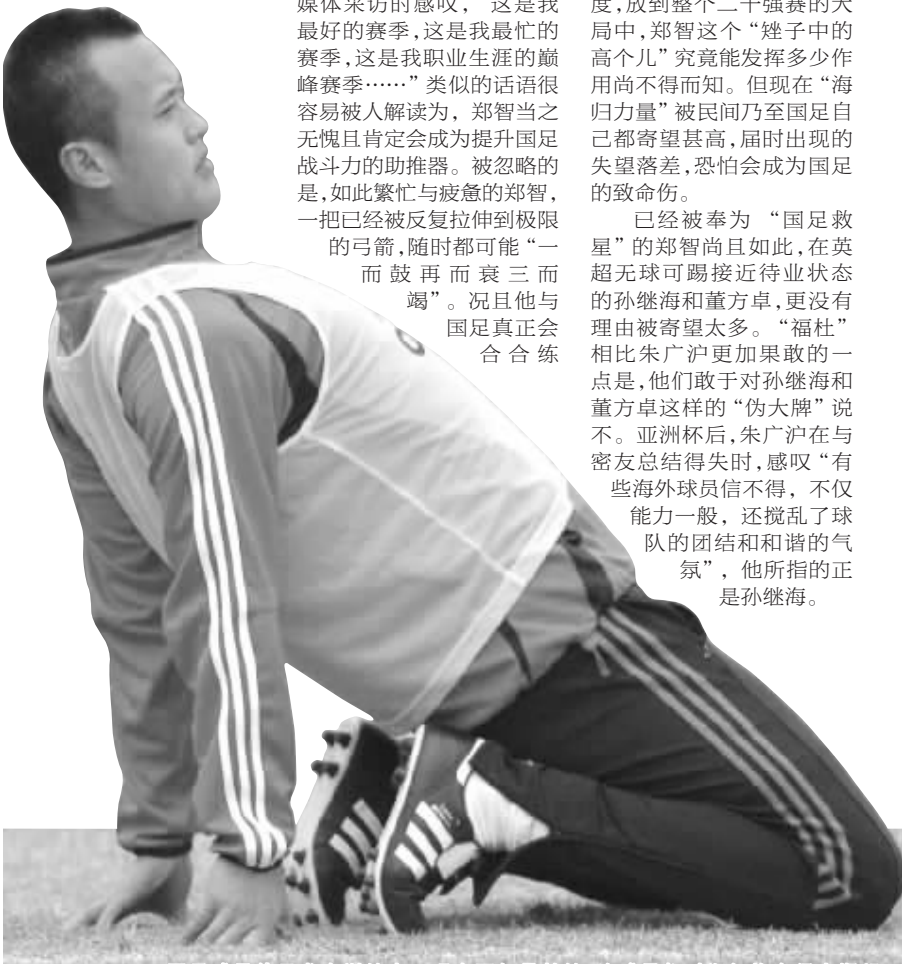 媒体采访的感叹，“这是我
最好的赛季,这是我最忙的
赛季,这是我职业生涯的巅
峰赛季……”类似的话语很
容易被人解读为，郑智当之
无愧且肯定会成为提升国足
战斗力的助推器。被忽略的
是,如此繁忙与疲惫的郑智,
一把已经被反复拉伸到极限
的弓箭,随时都可能“一
而鼓再而衰三而
竭”。况且他与
国足真正会
合合练
度,放到整个二十强赛的大
局中,郑智这个“矬子中的
高个儿”究竟能发挥多少作
用尚不得而知。但现在“海
归力量”被民间乃至国足自
己都寄望甚高,届时出现的
失望落差,恐怕会成为国足
的致命伤。
已经被奉为 “国足救
星”的郑智尚且如此,在英
超无球可踢接近待业状态
的孙继海和董方卓,更没有
理由被寄望太多。“福杜”
相比朱广沪更加果敢的一
点是,他们敢于对孙继海和
董方卓这样的“伪大牌”说
不。亚洲杯后,朱广沪在与
密友总结得失时,感叹“有
些海外球员信不得，不仅
能力一般，还搅乱了球
队的团结和和谐的气
氛”，他所指的正
是孙继海。